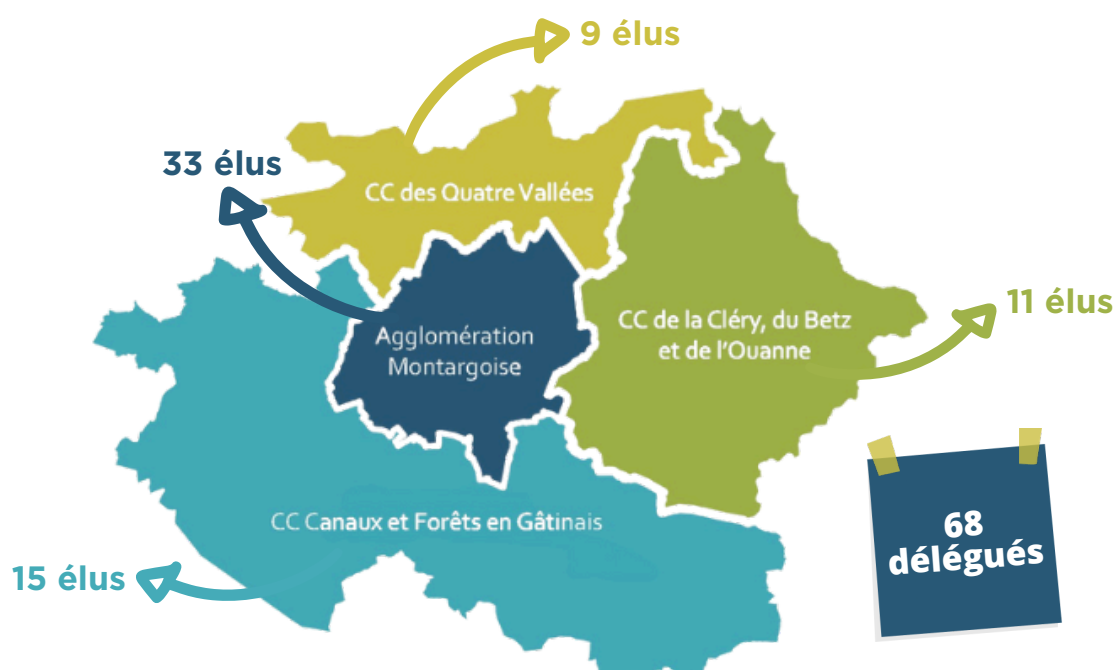 9 élus
33 élus
CC des Quatre Vallées
11 élus
CC de la Cléry, du Betz
et de l'Ouanne
Agglomération
Montargoise
CC Canaux et Forêts en Gâtinais
15 élus
68
délégués